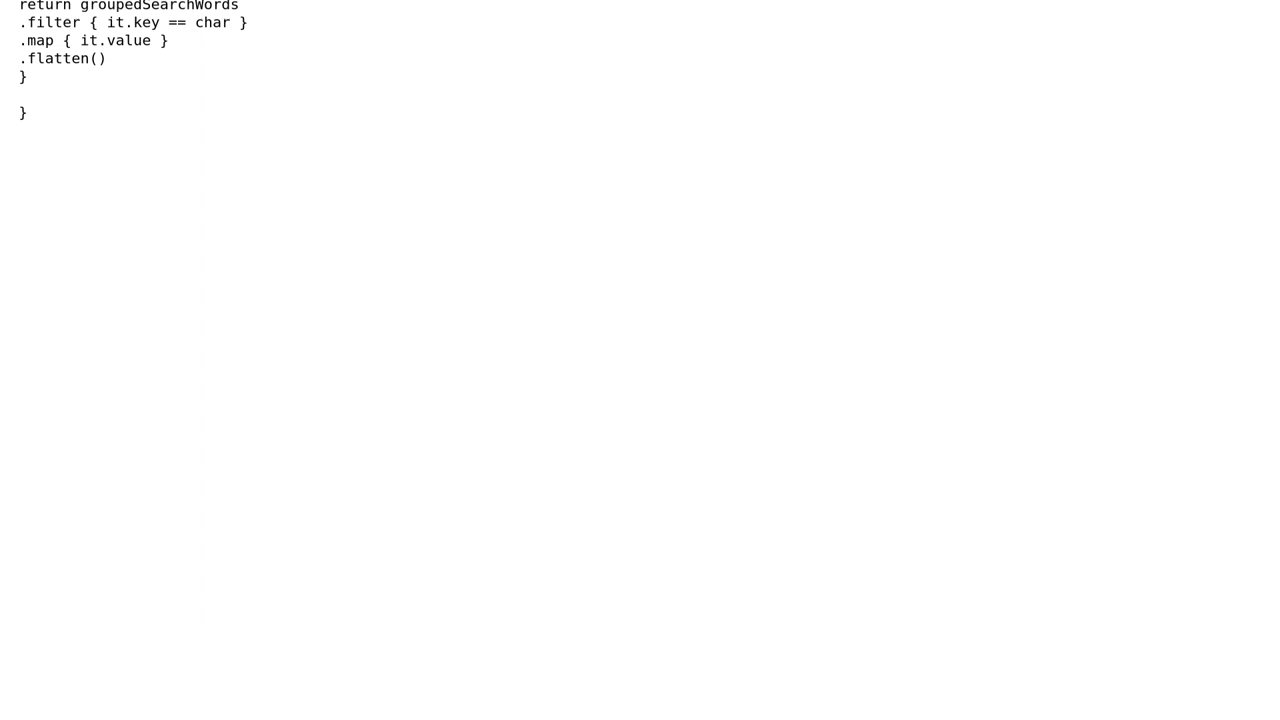 return groupedSearchWords
.filter { it.key == char }
.map { it.value }
.flatten()
}

}